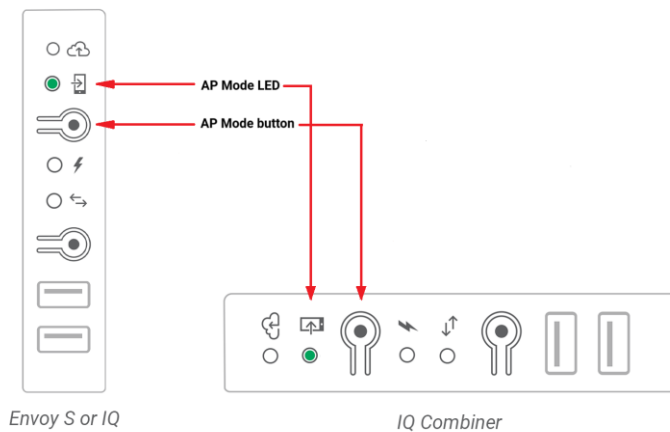 AP Mode LED
AP Mode button
Envoy S or IQ
IQ Combiner